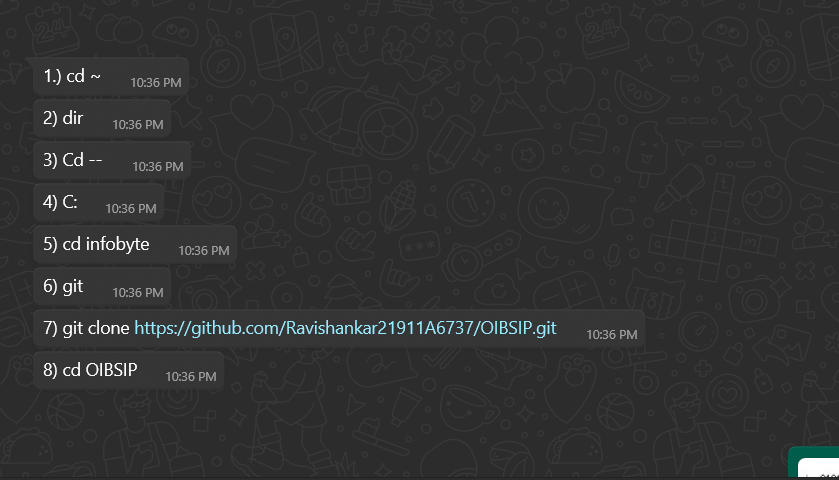 1.) cd ~ 10:36 PM
2) dir 10:36 PM
3) Cd -- 10:36 PM
4) C: 10:36 PM
5) cd infobyte 10:36 PM
6) git 10:36 PM
7) git clone https://github.com/Ravishankar21911A6737/OIBSIP.git 10:36 PM
8) cd OIBSIP 10:36 PM